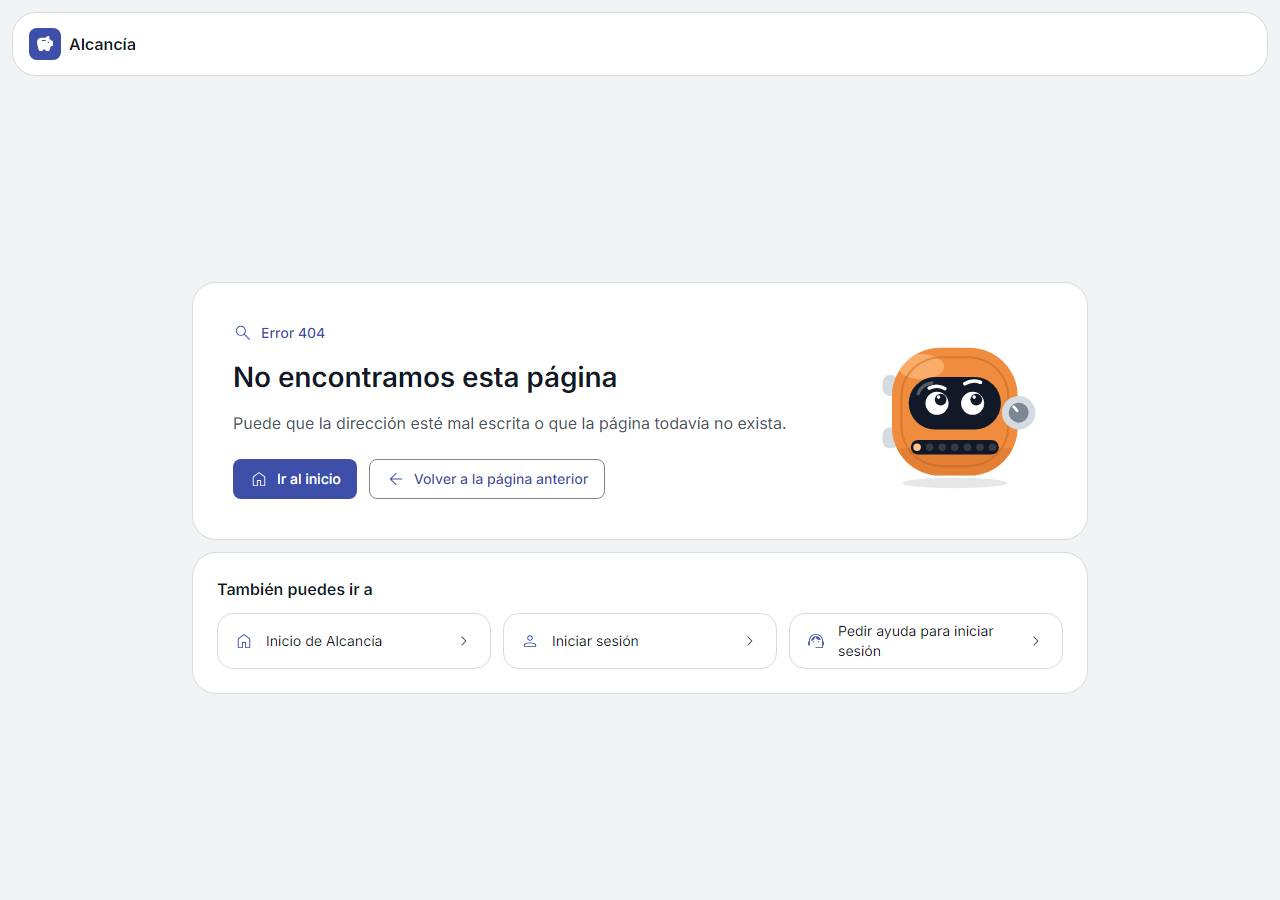 Alcancía
Error 404
No encontramos esta página
Puede que la dirección esté mal escrita o que la página todavía no exista.
Ir al inicio
Volver a la página anterior
También puedes ir a
Inicio de Alcancía
Iniciar sesión
Pedir ayuda para iniciar
sesión